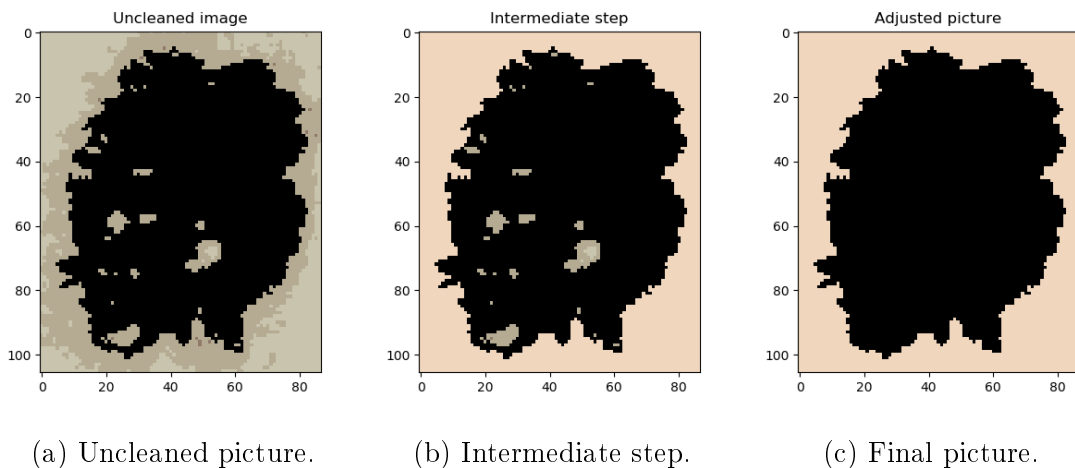 Uncleaned image
0
20
40
60
80
100
0 20 40 60 80
Intermediate step
0
20
40
60
80
100
0 20 40 60 80
Adjusted picture
0
20
40
60
80
100
0 20 40 60 80
(a) Uncleaned picture.
(b) Intermediate step.
(c) Final picture.